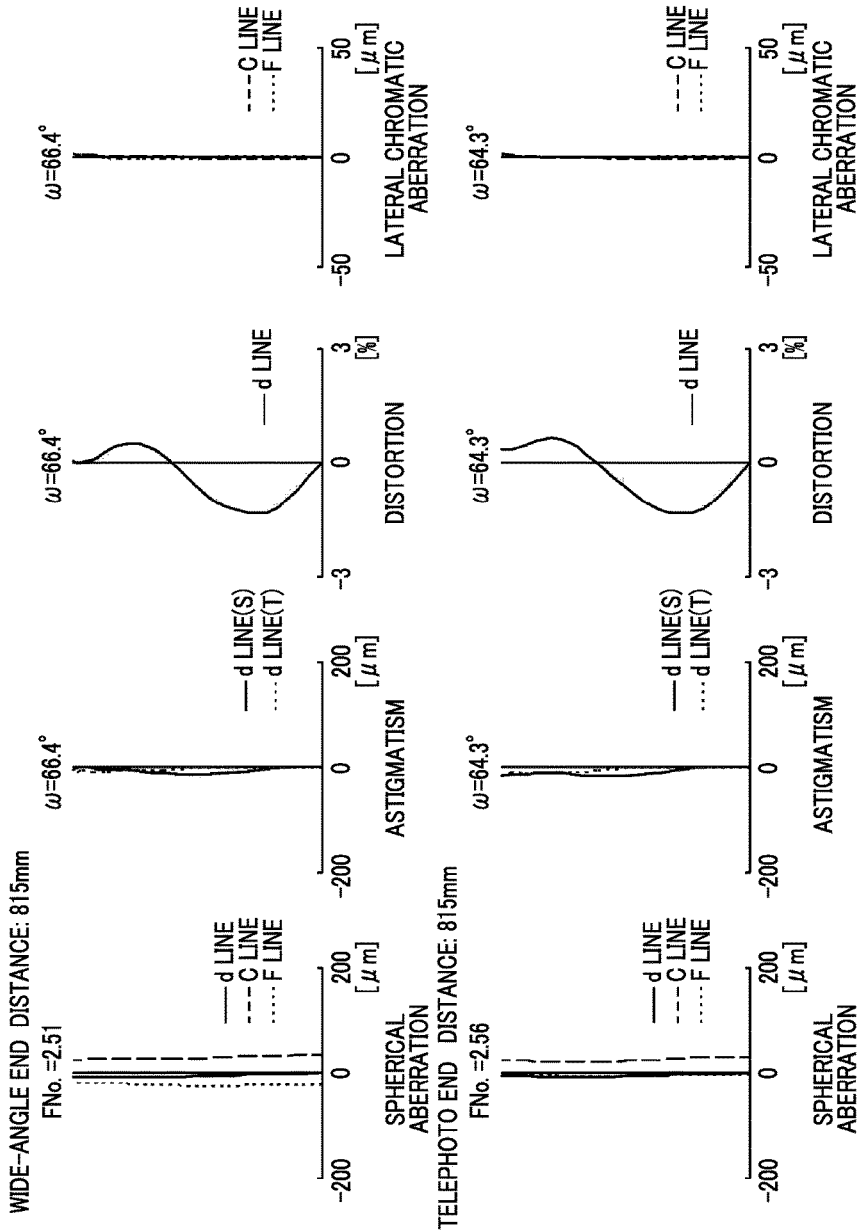 WIDE-ANGLE END DISTANCE: 815mm
FNo. =2.51
d LINE
C LINE
F LINE
-200 0 200
[μm]
SPHERICAL
ABERRATION
ω=66.4°
d LINE(S)
d LINE(T)
-200 0 200
[μm]
ASTIGMATISM
ω=66.4°
d LINE
-3 0 3
[%]
DISTORTION
ω=66.4°
C LINE
F LINE
-50 0 50
[μm]
LATERAL CHROMATIC
ABERRATION
TELEPHOTO END DISTANCE: 815mm
FNo. =2.56
d LINE
C LINE
F LINE
-200 0 200
[μm]
SPHERICAL
ABERRATION
ω=64.3°
d LINE(S)
d LINE(T)
-200 0 200
[μm]
ASTIGMATISM
ω=64.3°
d LINE
-3 0 3
[%]
DISTORTION
ω=64.3°
C LINE
F LINE
-50 0 50
[μm]
LATERAL CHROMATIC
ABERRATION